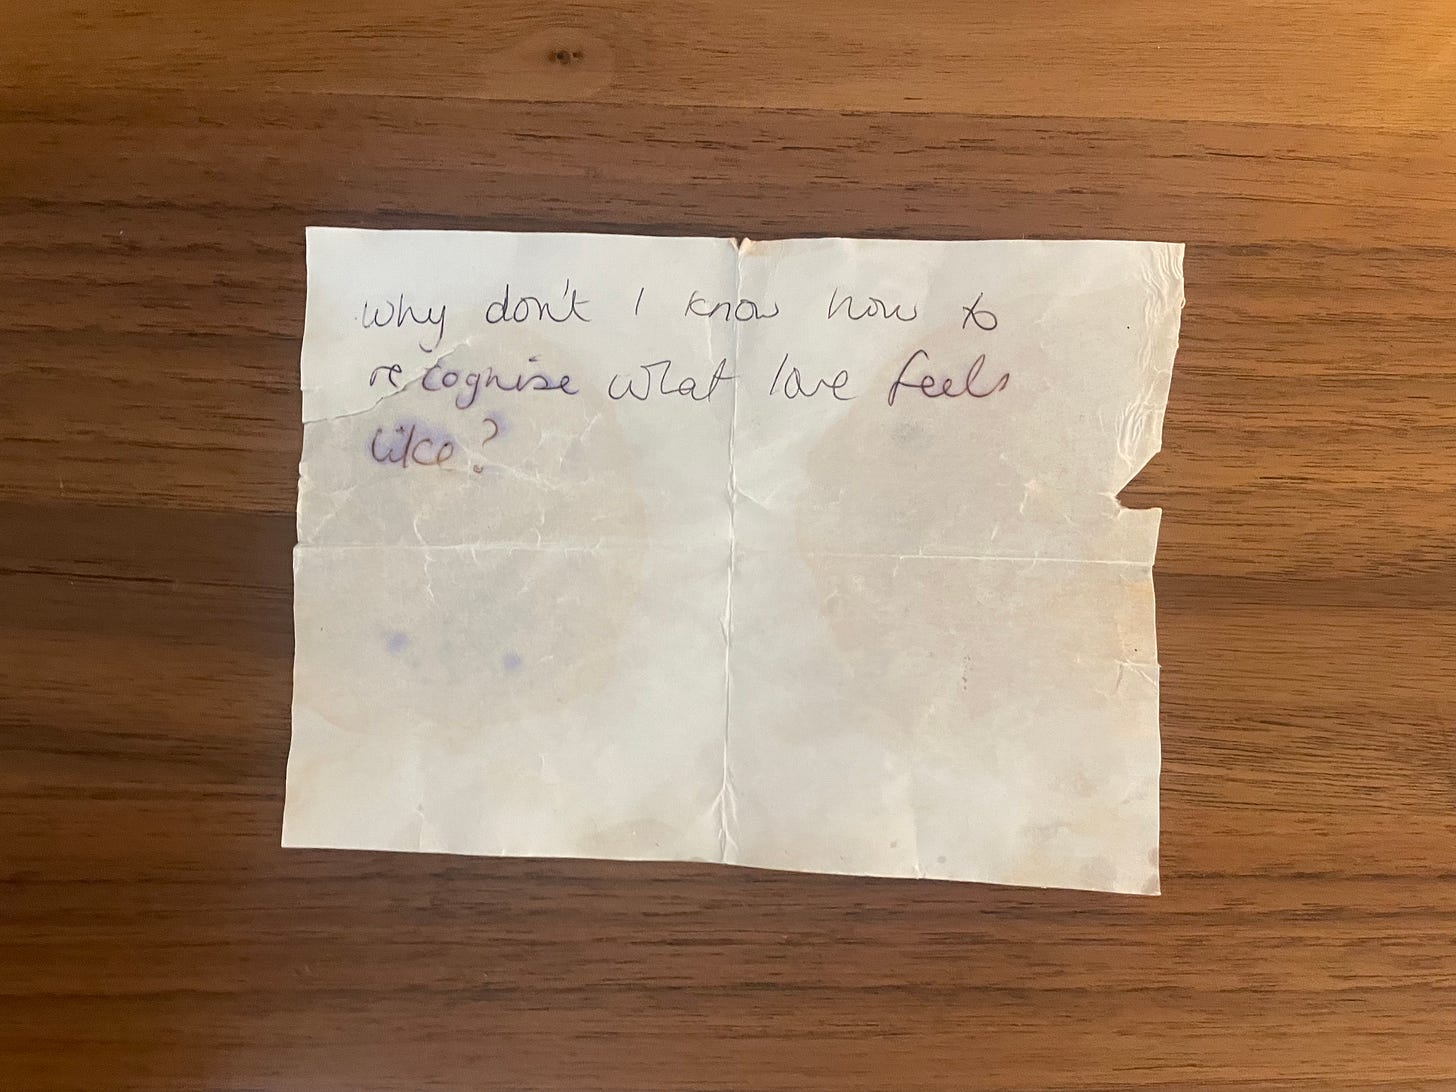 Why don't I know how to
recognise what love feels
like?